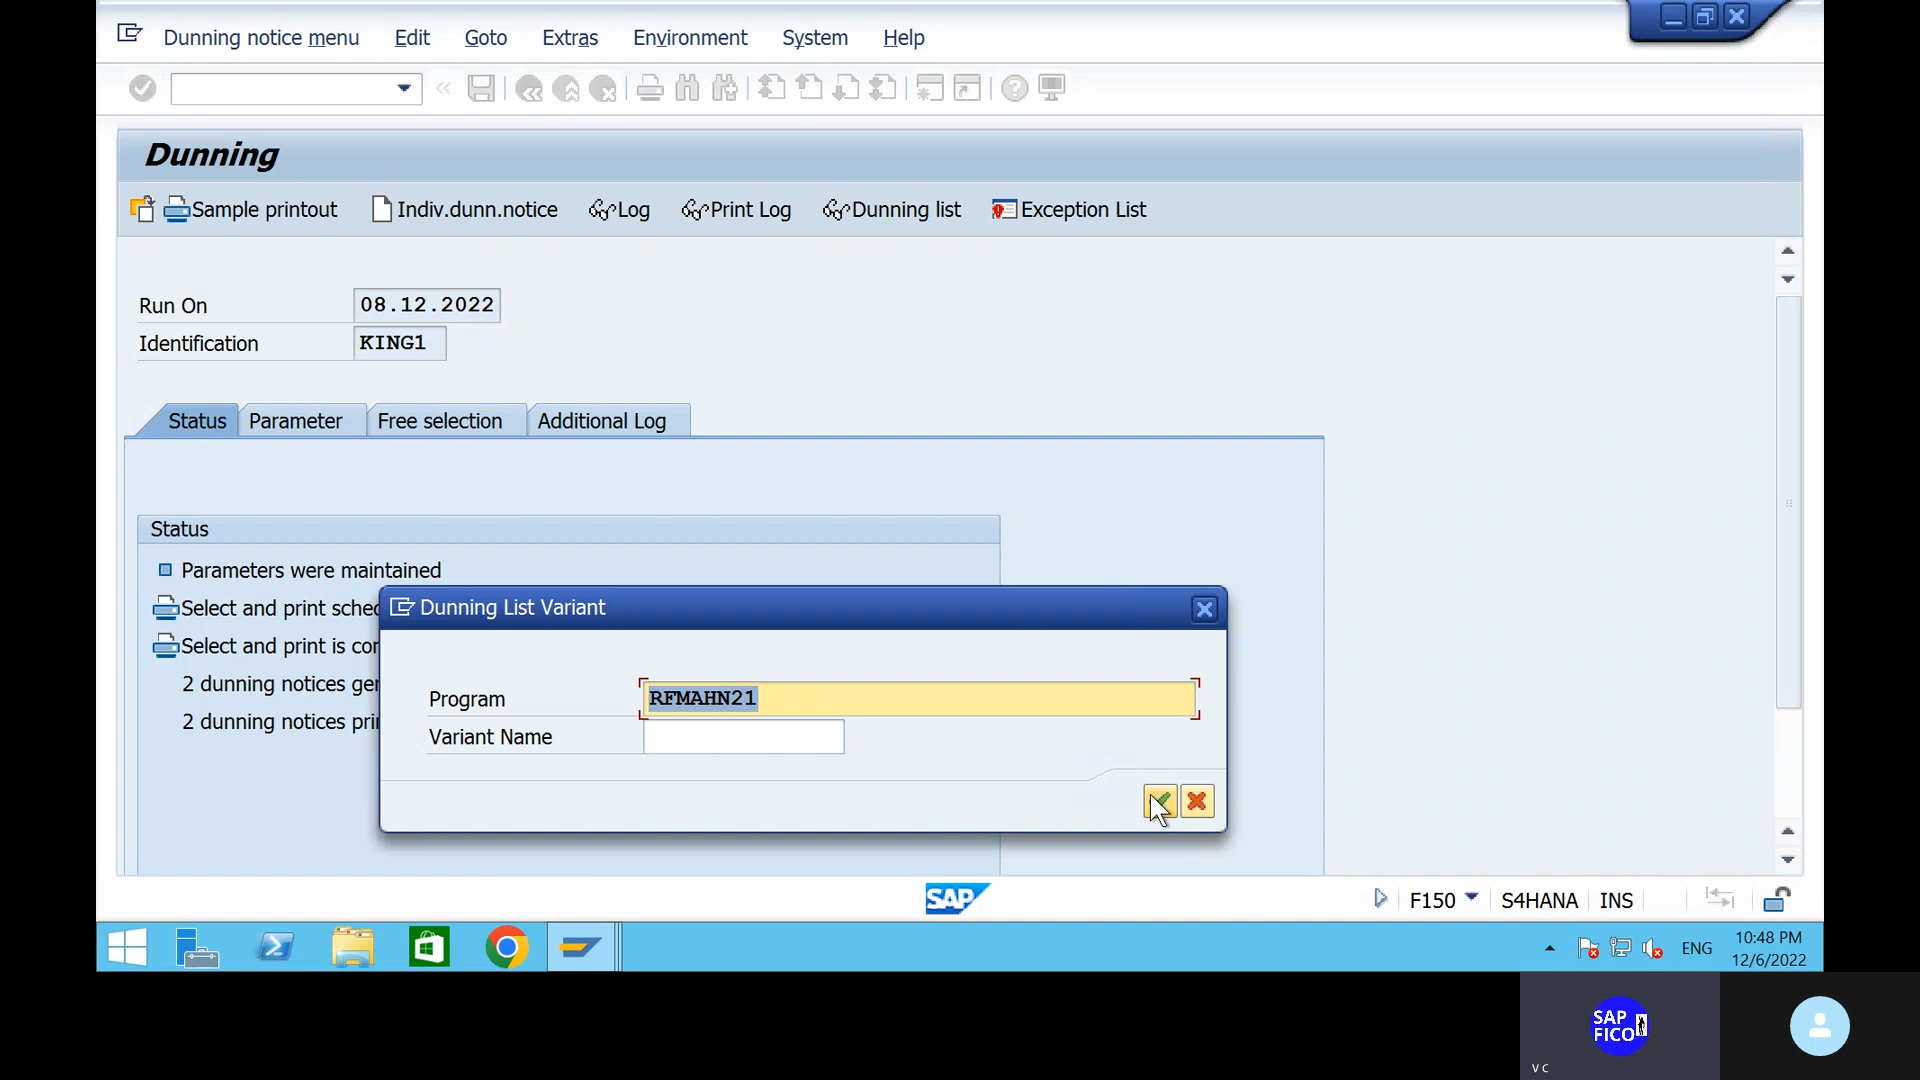 Dunning notice menu Edit Goto Extras Environment System Help
Dunning
Sample printout Indiv.dunn.notice Log Print Log Dunning list Exception List
Run On 08.12.2022
Identification KING1
Status Parameter Free selection Additional Log
Status
Parameters were maintained
Select and print sched
Select and print is con
2 dunning notices gen
2 dunning notices prin
Dunning List Variant
Program RFMAHN21
Variant Name
SAP F150 S4HANA INS
ENG 10:48 PM
12/6/2022
SAP
FICO
V C